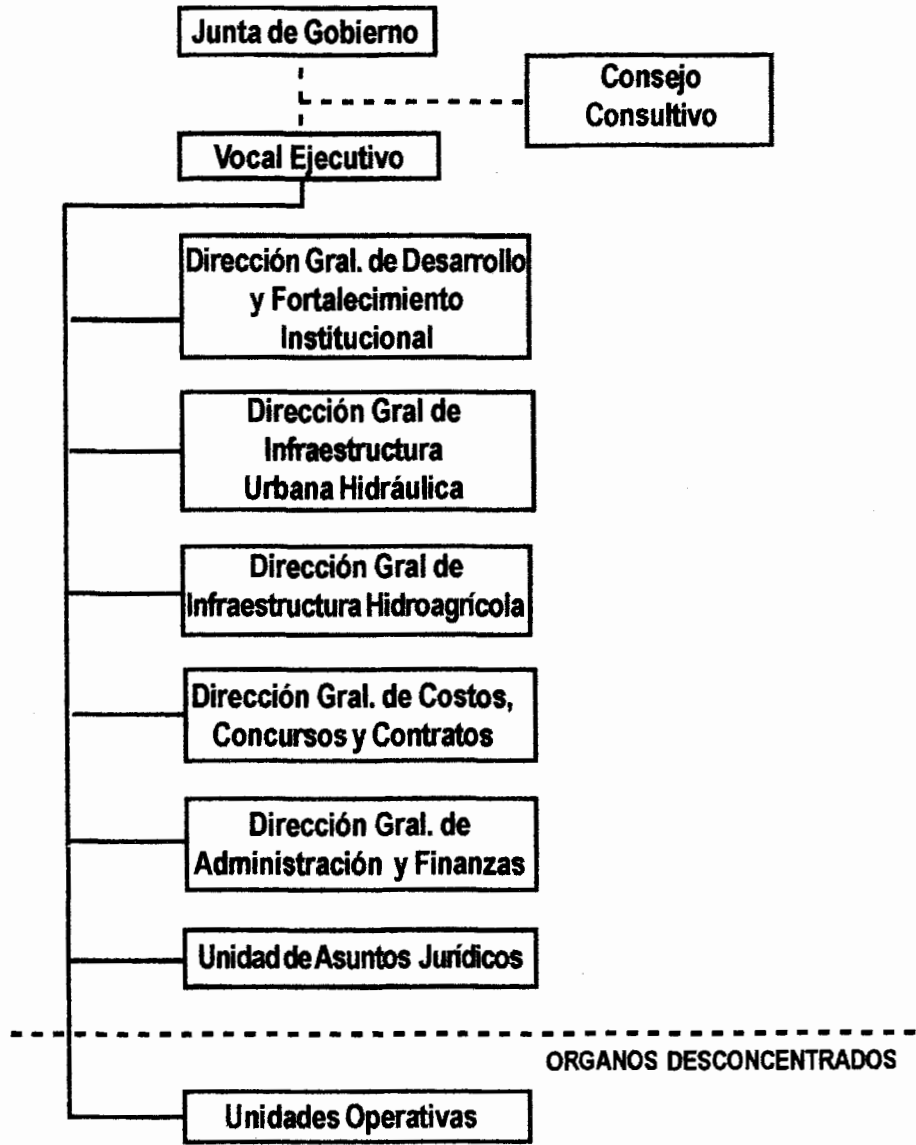 Junta de Gobierno
Consejo
Consultivo
Vocal Ejecutivo
Dirección Gral. de Desarrollo
y Fortalecimiento
Institucional
Dirección Gral de
Infraestructura
Urbana Hidráulica
Dirección Gral de
Infraestructura Hidroagrícola
Dirección Gral. de Costos,
Concursos y Contratos
Dirección Gral. de
Administración y Finanzas
Unidad de Asuntos Jurídicos
ORGANOS DESCONCENTRADOS
Unidades Operativas